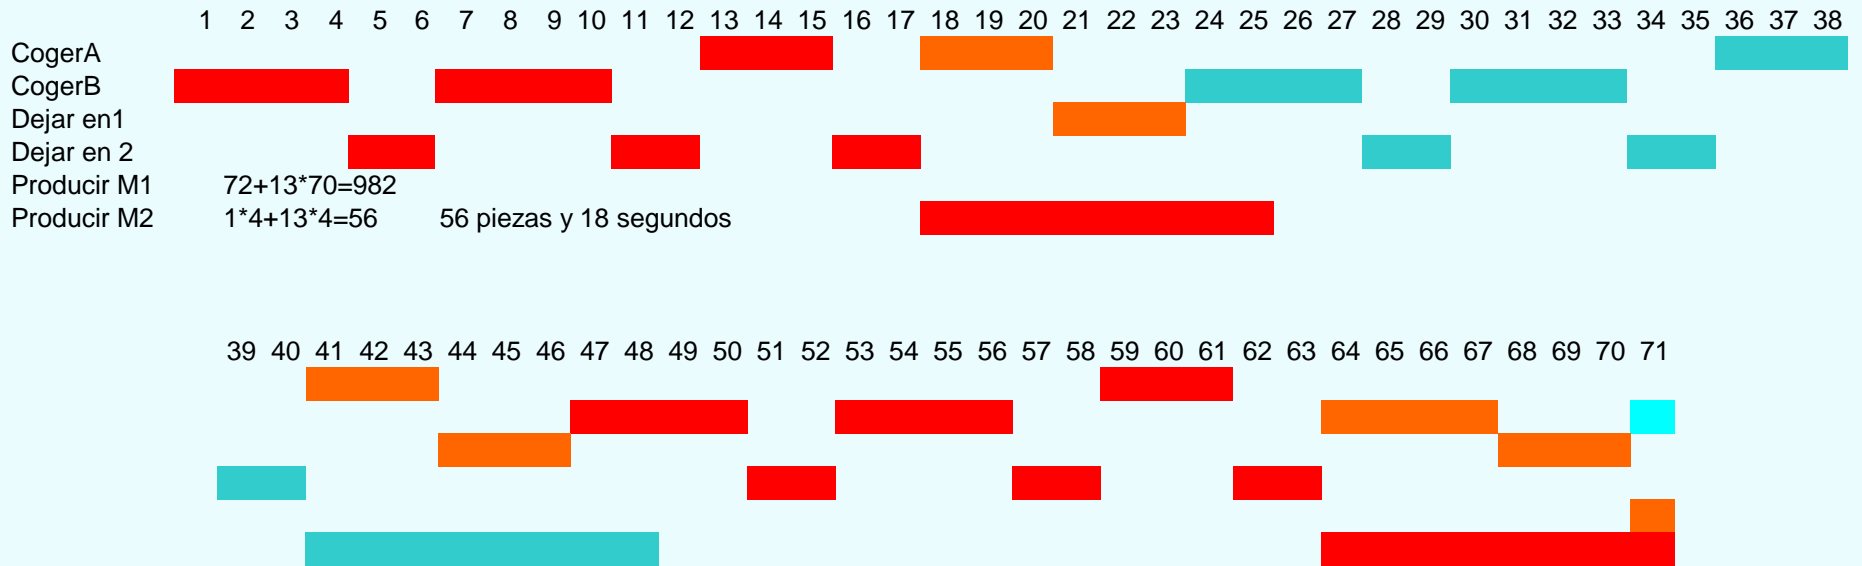 1 2 3 4 5 6 7 8 9 10 11 12 13 14 15 16 17 18 19 20 21 22 23 24 25 26 27 28 29 30 31 32 33 34 35 36 37 38
CogerA
CogerB
Dejar en1
Dejar en 2
Producir M1 72+13*70=982
Producir M2 1*4+13*4=56 56 piezas y 18 segundos
39 40 41 42 43 44 45 46 47 48 49 50 51 52 53 54 55 56 57 58 59 60 61 62 63 64 65 66 67 68 69 70 71